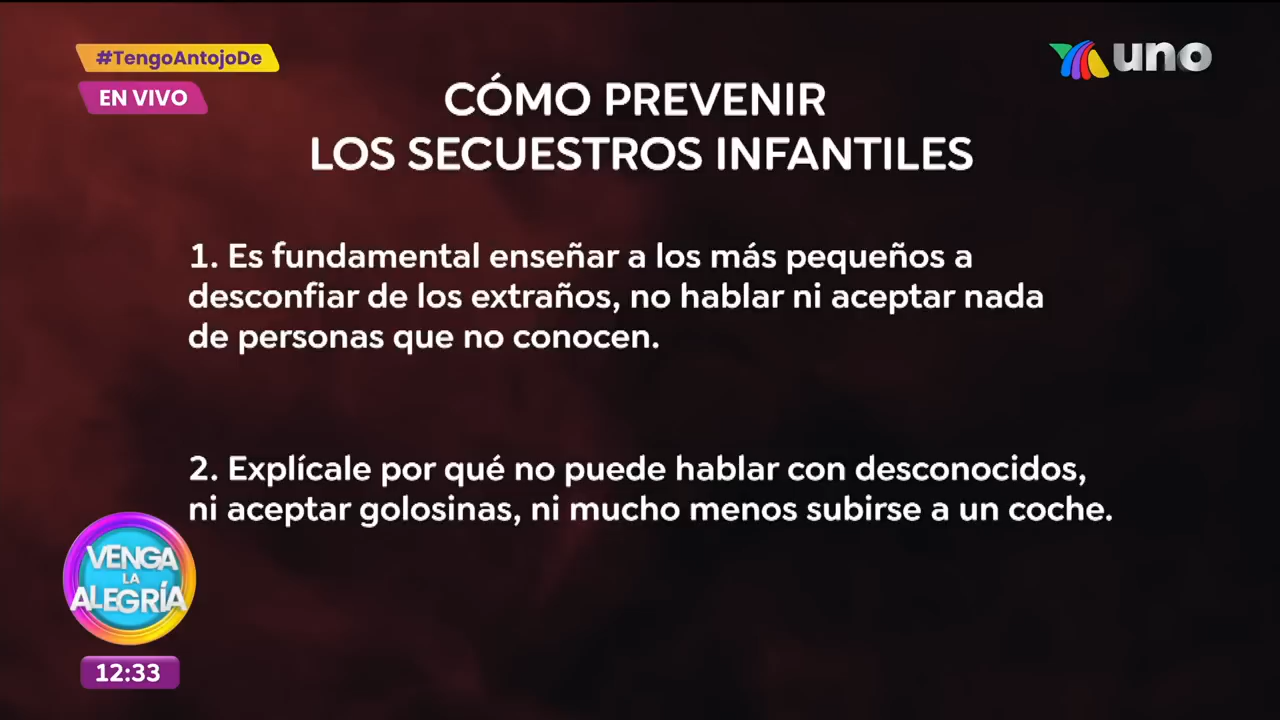 #TengoAntojoDe
EN VIVO
uno
CÓMO PREVENIR
LOS SECUESTROS INFANTILES
1. Es fundamental enseñar a los más pequeños a
desconfiar de los extraños, no hablar ni aceptar nada
de personas que no conocen.
2. Explícale por qué no puede hablar con desconocidos,
ni aceptar golosinas, ni mucho menos subirse a un coche.
VENGA
LA
ALEGRÍA
12:33